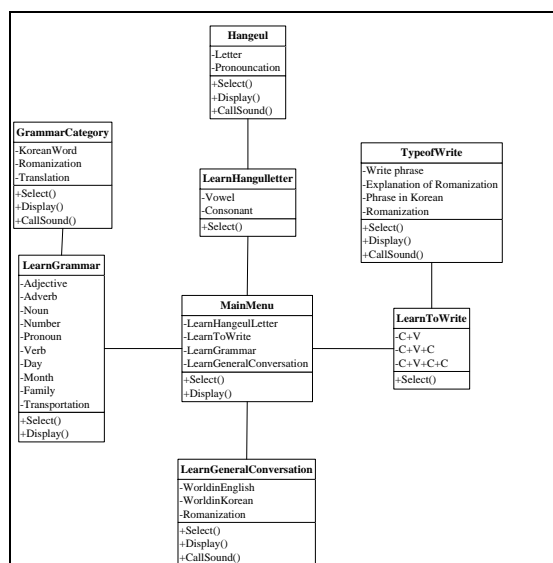 Hangeul
-Letter
-Pronouncation
+Select()
+Display()
+CallSound()
GrammarCategory
-KoreanWord
-Romanization
-Translation
+Select()
+Display()
+CallSound()
LearnHangulletter
-Vowel
-Consonant
+Select()
TypeofWrite
-Write phrase
-Explanation of Romanization
-Phrase in Korean
-Romanization
+Select()
+Display()
+CallSound()
LearnGrammar
-Adjective
-Adverb
-Noun
-Number
-Pronoun
-Verb
-Day
-Month
-Family
-Transportation
+Select()
+Display()
MainMenu
-LearnHangeulLetter
-LearnToWrite
-LearnGrammar
-LearnGeneralConversation
+Select()
+Display()
LearnToWrite
-C+V
-C+V+C
-C+V+C+C
+Select()
LearnGeneralConversation
-WorldinEnglish
-WorldinKorean
-Romanization
+Select()
+Display()
+CallSound()